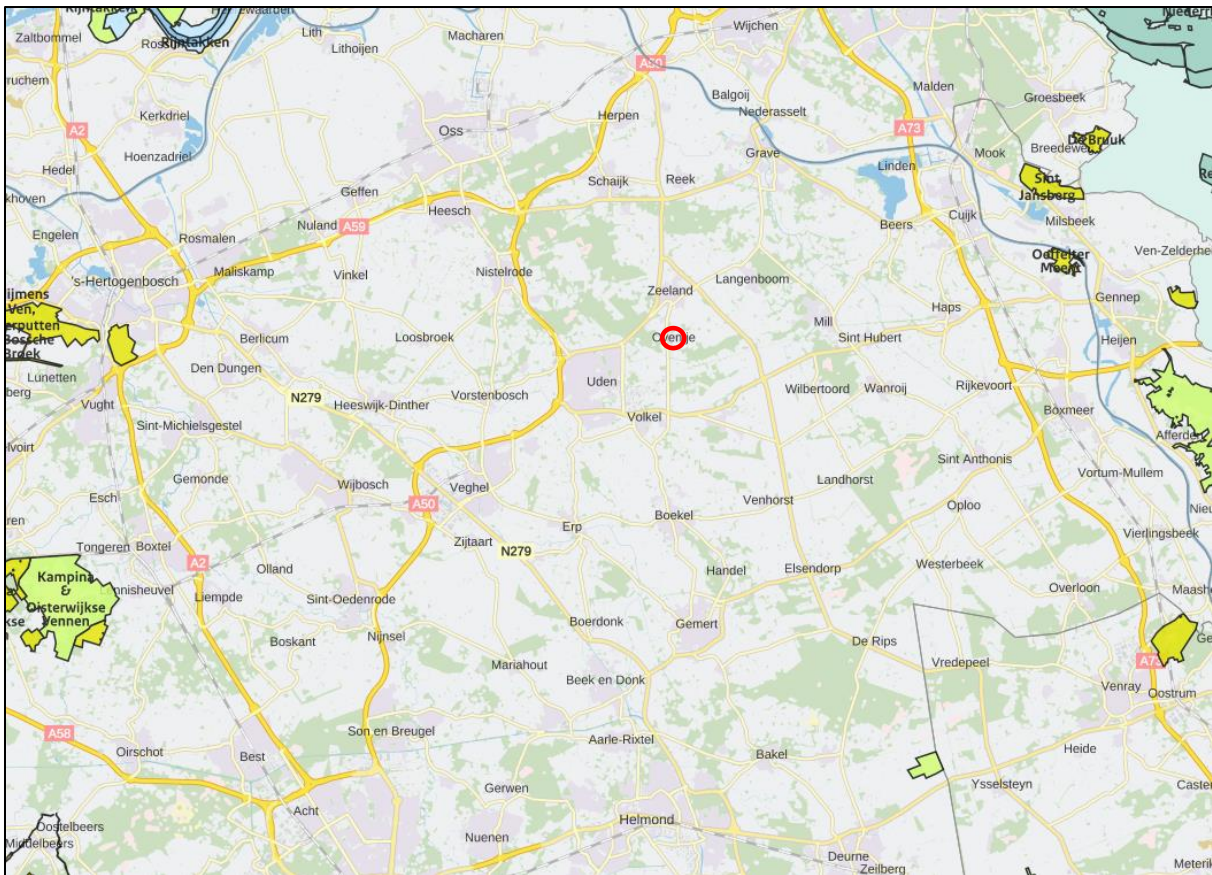 Rijntakken
Lith
Macharen
Wijchen
Zaltbommel
Rijntakken
Lithoijen
A50
Balgoij
Malden
Kerkdriel
Herpen
Nederasselt
Groesbeek
A2
Oss
A73
De Bruuk
Hoenzadriel
Grave
Mook
Breedeweg
Hedel
Linden
Geffen
Schaijk
Reek
Sint
Jansberg
Heesch
Cuijk
Milsbeek
Nuland
A59
Beers
Engelen
Rosmalen
Ven-Zelderheide
Maliskamp
Vinkel
Nistelrode
Langenboom
Oeffelter
Meent
's-Hertogenbosch
Zeeland
Gennep
Haps
Mill
Loosbroek
Oventje
Sint Hubert
Berlicum
Heijen
Bossche
Broek
Den Dungen
Lunetten
Uden
Wilbertoord
Wanroij
Rijkevoort
Vorstenbosch
N279
Heeswijk-Dinther
Vught
Volkel
Boxmeer
Sint-Michielsgestel
Afferden
Sint Anthonis
Gemonde
Vortum-Mullem
Wijbosch
Veghel
Landhorst
Esch
A50
Venhorst
Oploo
Boekel
Erp
Vierlingsbeek
Tongeren
Boxtel
Zijtaart
N279
A2
Handel
Elsendorp
Westerbeek
Olland
Kampina
&
Oisterwijkse
Vennen
Lennisheuvel
Liempde
Sint-Oedenrode
Overloon
Boerdonk
Gemert
Boskant
Nijnsel
De Rips
Mariahout
Vredepeel
A73
Beek en Donk
Venray
Oostrum
A58
Son en Breugel
Aarle-Rixtel
Oirschot
Best
Bakel
Heide
Gerwen
Ysselsteyn
Acht
Helmond
Oostelbeers
Middelbeers
Nuenen
Deurne
Zeilberg